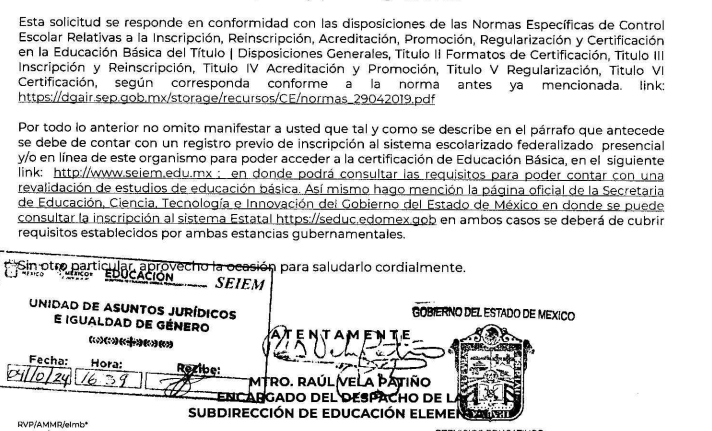 Esta solicitud se responde en conformidad con las disposiciones de las Normas Específicas de Control
Escolar Relativas a la Inscripción, Reinscripción, Acreditación, Promoción, Regularización y Certificación
en la Educación Básica del Título | Disposiciones Generales, Titulo II Formatos de Certificación, Titulo III
Inscripción y Reinscripción, Titulo IV Acreditación y Promoción, Titulo V Regularización, Titulo VI
Certificación, según corresponda conforme a la norma antes ya mencionada. link:
https://dgair.sep.gob.mx/storage/recursos/CE/normas_29042019.pdf
Por todo lo anterior no omito manifestar a usted que tal y como se describe en el párrafo que antecede
se debe de contar con un registro previo de inscripción al sistema escolarizado federalizado presencial
y/o en línea de este organismo para poder acceder a la certificación de Educación Básica, en el siguiente
link: http://www.seiem.edu.mx ; en donde podrá consultar las requisitos para poder contar con una
revalidación de estudios de educación básica. Así mismo hago mención la página oficial de la Secretaria
de Educación, Ciencia, Tecnología e Innovación del Gobierno del Estado de México en donde se puede
consultar la inscripción al sistema Estatal https://seduc.edomex.gob en ambos casos se deberá de cubrir
requisitos establecidos por ambas estancias gubernamentales.
Sin otro particular, aprovecho la ocasión para saludarlo cordialmente.
MÉXICO EDUCACIÓN SEIEM
UNIDAD DE ASUNTOS JURÍDICOS
E IGUALDAD DE GÉNERO
Fecha: Hora: Recibe:
16 39
GOBIERNO DEL ESTADO DE MEXICO
ATENTAMENTE
MTRO. RAÚL VELA PATIÑO
ENCARGADO DEL DESPACHO DE LA
SUBDIRECCIÓN DE EDUCACIÓN ELEMENTAL
RVP/AMMR/elmb*